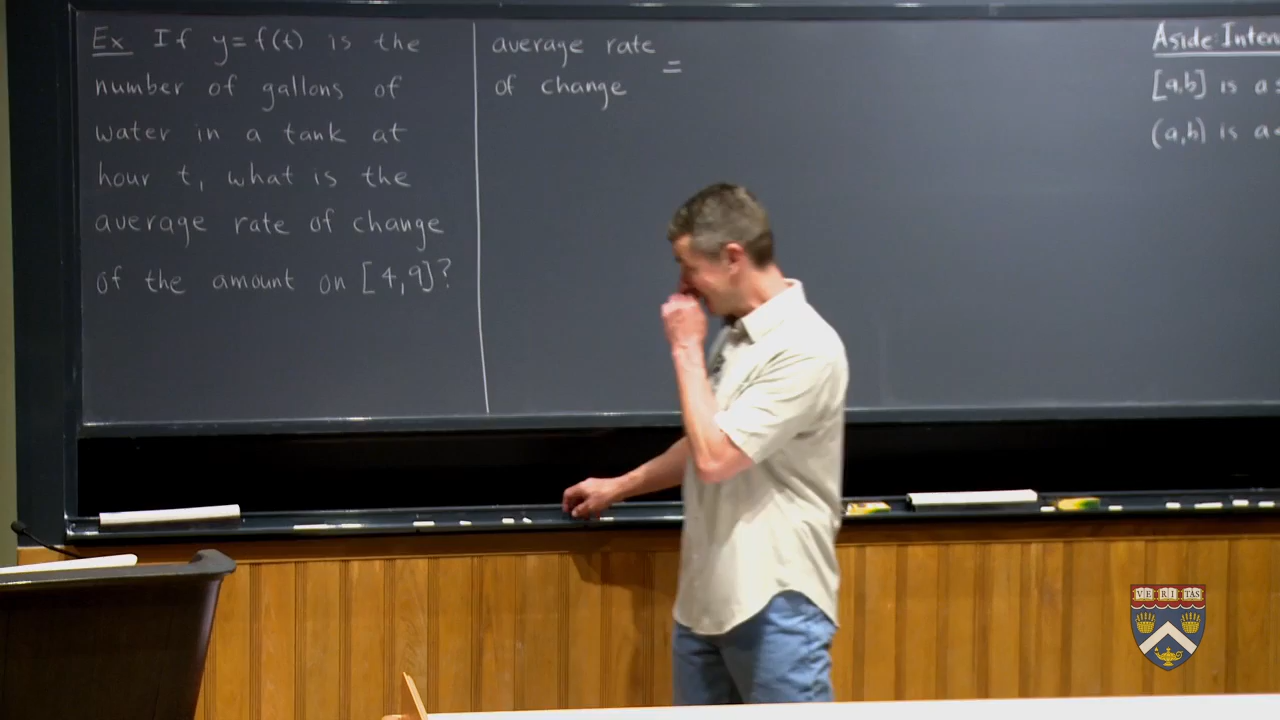 Ex If y=f(t) is the
number of gallons of
water in a tank at
hour t, what is the
average rate of change
of the amount on [4,9]?
average rate
of change =
Aside: 
[a,b] is a
(a,b) is a
VE RI TAS